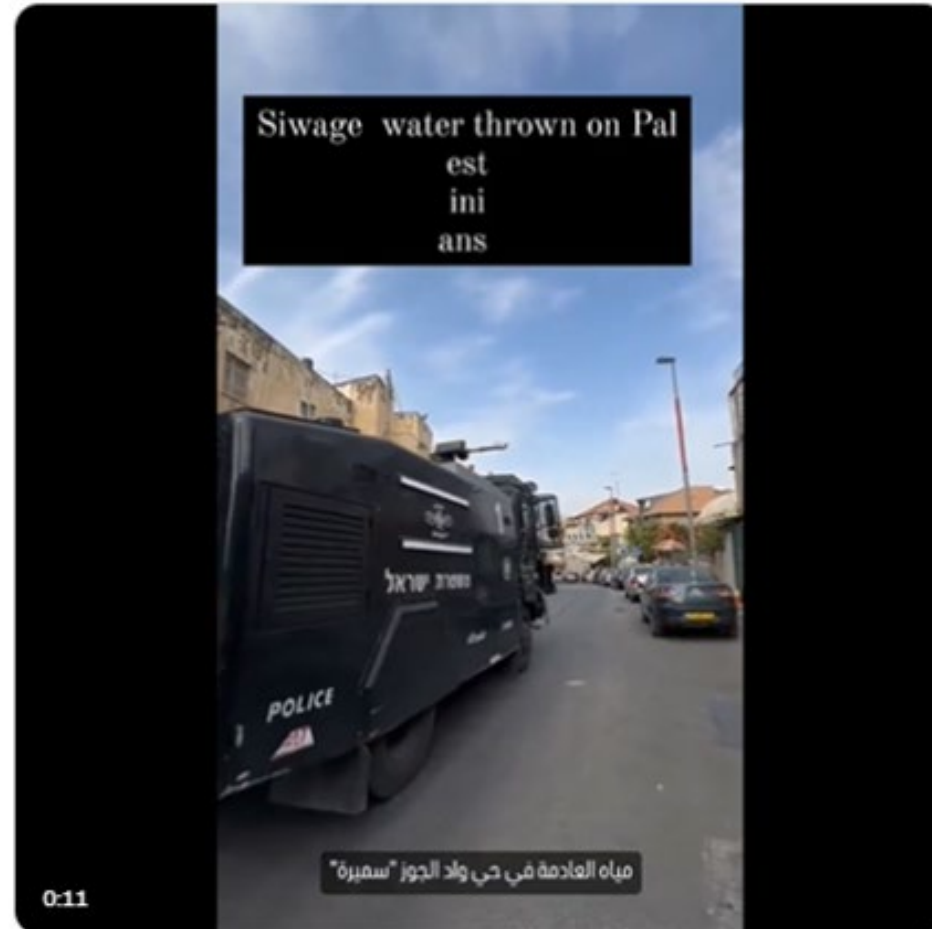 Siwage water thrown on Pal
est
ini
ans
משטרת ישראל
POLICE
مياه العادمة في حي واد الجوز "سميرة"
0:11